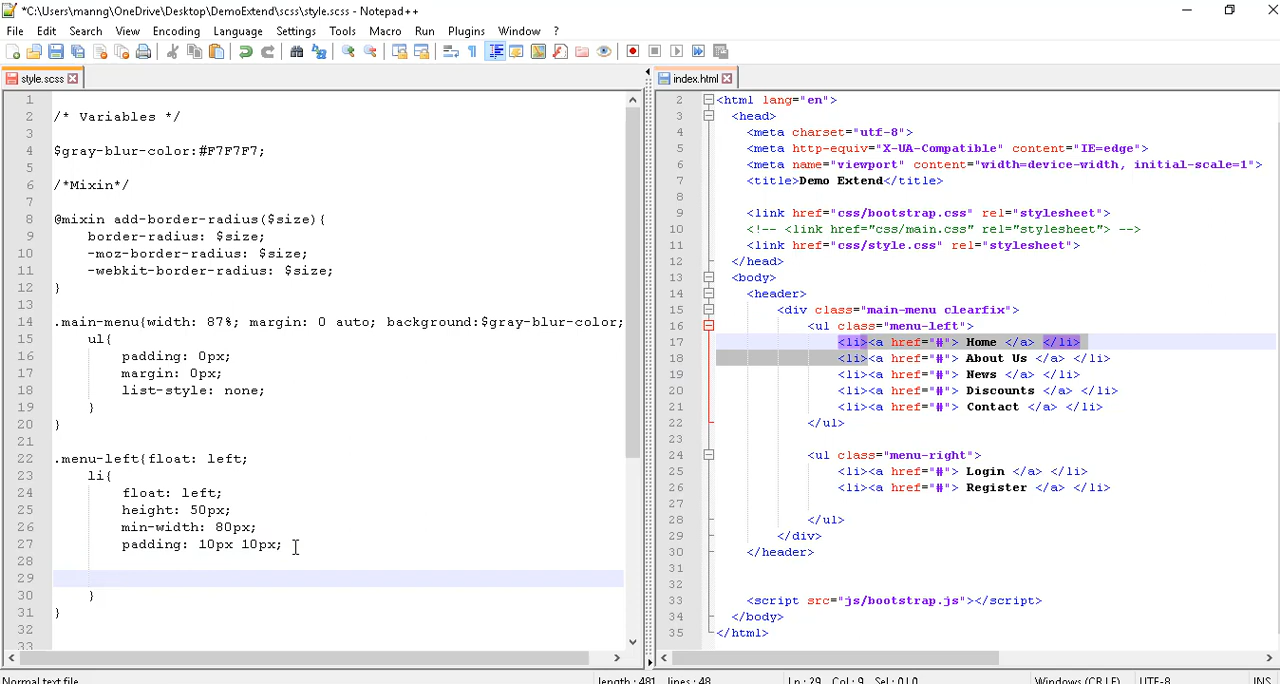 *C:\Users\manng\OneDrive\Desktop\DemoExtend\scss\style.scss - Notepad++
File Edit Search View Encoding Language Settings Tools Macro Run Plugins Window ?
style.scss
1
2 /* Variables */
3
4 $gray-blur-color:#F7F7F7;
5
6 /*Mixin*/
7
8 @mixin add-border-radius($size){
9 border-radius: $size;
10 -moz-border-radius: $size;
11 -webkit-border-radius: $size;
12 }
13
14 .main-menu{width: 87%; margin: 0 auto; background:$gray-blur-color;
15 ul{
16 padding: 0px;
17 margin: 0px;
18 list-style: none;
19 }
20 }
21
22 .menu-left{float: left;
23 li{
24 float: left;
25 height: 50px;
26 min-width: 80px;
27 padding: 10px 10px;
28
29
30 }
31 }
32
33
index.html
2 <html lang="en">
3 <head>
4 <meta charset="utf-8">
5 <meta http-equiv="X-UA-Compatible" content="IE=edge">
6 <meta name="viewport" content="width=device-width, initial-scale=1">
7 <title>Demo Extend</title>
8
9 <link href="css/bootstrap.css" rel="stylesheet">
10 <!-- <link href="css/main.css" rel="stylesheet"> -->
11 <link href="css/style.css" rel="stylesheet">
12 </head>
13 <body>
14 <header>
15 <div class="main-menu clearfix">
16 <ul class="menu-left">
17 <li><a href="#"> Home </a> </li>
18 <li><a href="#"> About Us </a> </li>
19 <li><a href="#"> News </a> </li>
20 <li><a href="#"> Discounts </a> </li>
21 <li><a href="#"> Contact </a> </li>
22 </ul>
23
24 <ul class="menu-right">
25 <li><a href="#"> Login </a> </li>
26 <li><a href="#"> Register </a> </li>
27
28 </ul>
29 </div>
30 </header>
31
32
33 <script src="js/bootstrap.js"></script>
34 </body>
35 </html>
Normal text file length : 481 lines : 48 Ln : 29 Col : 9 Sel : 0 | 0 Windows (CR LF) UTF-8 INS